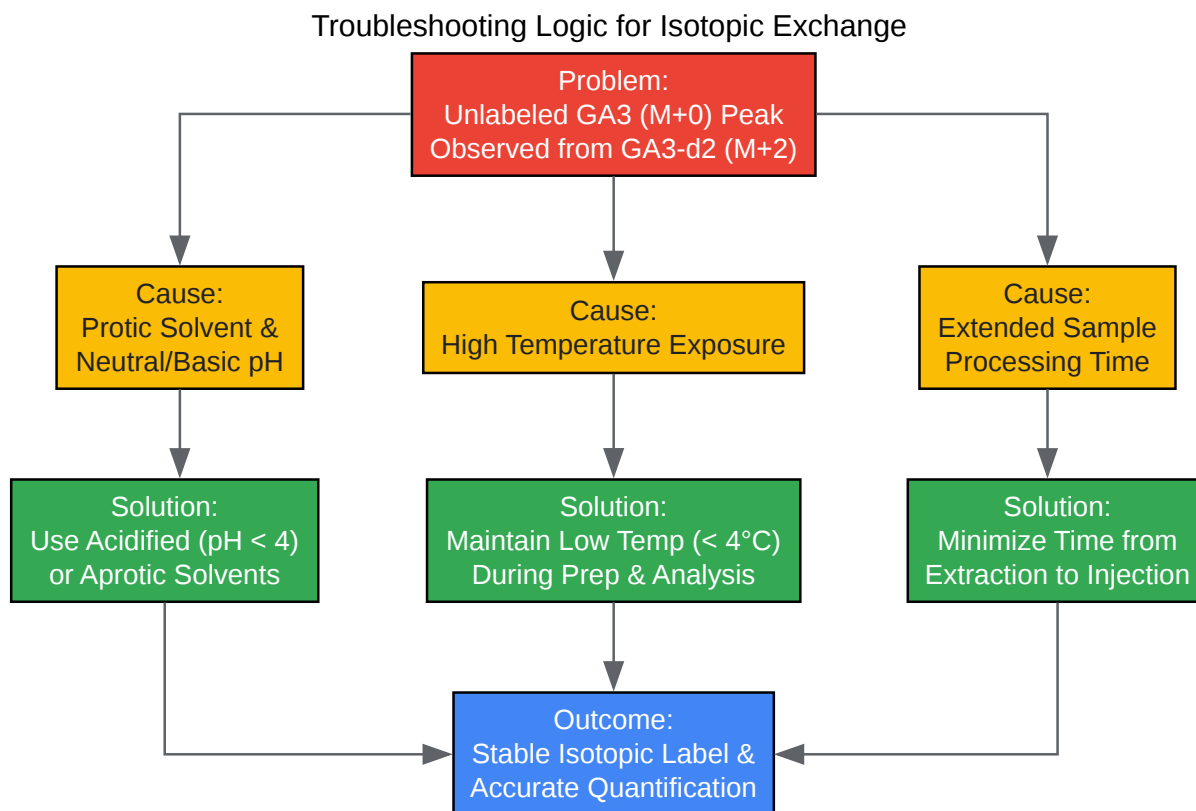 Troubleshooting Logic for Isotopic Exchange
Problem:
Unlabeled GA3 (M+0) Peak
Observed from GA3-d2 (M+2)
Cause:
Protic Solvent &
Neutral/Basic pH
Cause:
High Temperature Exposure
Cause:
Extended Sample
Processing Time
Solution:
Use Acidified (pH < 4)
or Aprotic Solvents
Solution:
Maintain Low Temp (< 4°C)
During Prep & Analysis
Solution:
Minimize Time from
Extraction to Injection
Outcome:
Stable Isotopic Label &
Accurate Quantification